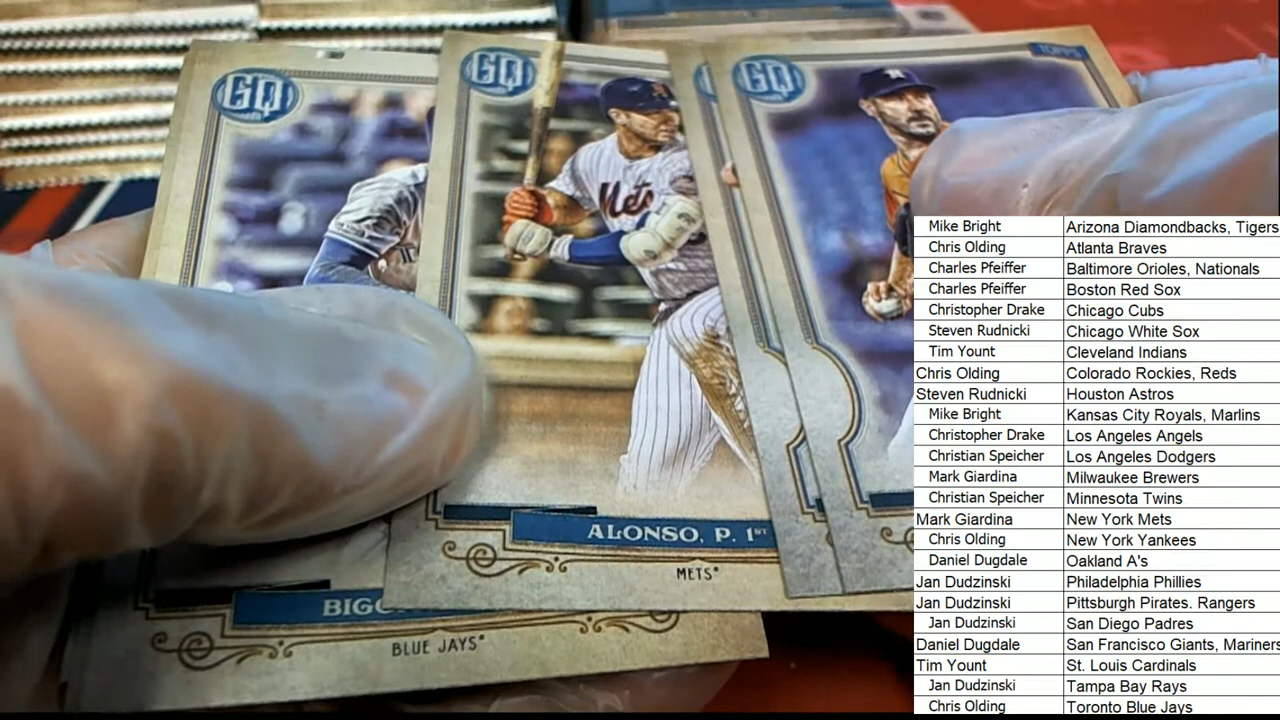 GQ
GQ
GQ
TOPPS
Mets
ALONSO, P. 1ST
METS
BLUE JAYS
Mike Bright Arizona Diamondbacks, Tigers
Chris Olding Atlanta Braves
Charles Pfeiffer Baltimore Orioles, Nationals
Charles Pfeiffer Boston Red Sox
Christopher Drake Chicago Cubs
Steven Rudnicki Chicago White Sox
Tim Yount Cleveland Indians
Chris Olding Colorado Rockies, Reds
Steven Rudnicki Houston Astros
Mike Bright Kansas City Royals, Marlins
Christopher Drake Los Angeles Angels
Christian Speicher Los Angeles Dodgers
Mark Giardina Milwaukee Brewers
Christian Speicher Minnesota Twins
Mark Giardina New York Mets
Chris Olding New York Yankees
Daniel Dugdale Oakland A's
Jan Dudzinski Philadelphia Phillies
Jan Dudzinski Pittsburgh Pirates. Rangers
Jan Dudzinski San Diego Padres
Daniel Dugdale San Francisco Giants, Mariners
Tim Yount St. Louis Cardinals
Jan Dudzinski Tampa Bay Rays
Chris Olding Toronto Blue Jays